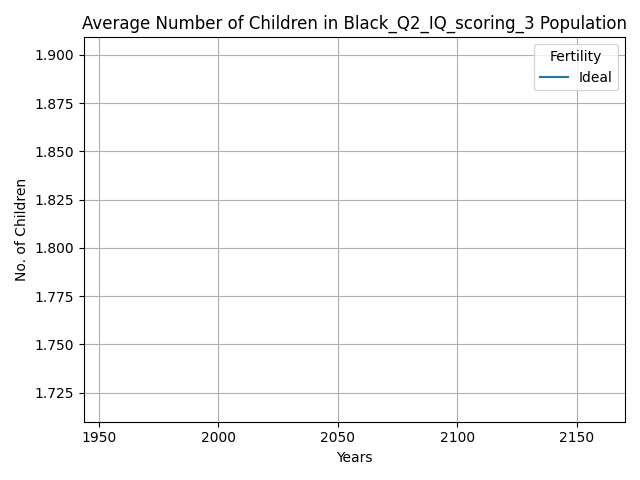 Average Number of Children in Black_Q2_IQ_scoring_3 Population
Fertility
Ideal
No. of Children
1.900
1.875
1.850
1.825
1.800
1.775
1.750
1.725
1950 2000 2050 2100 2150
Years